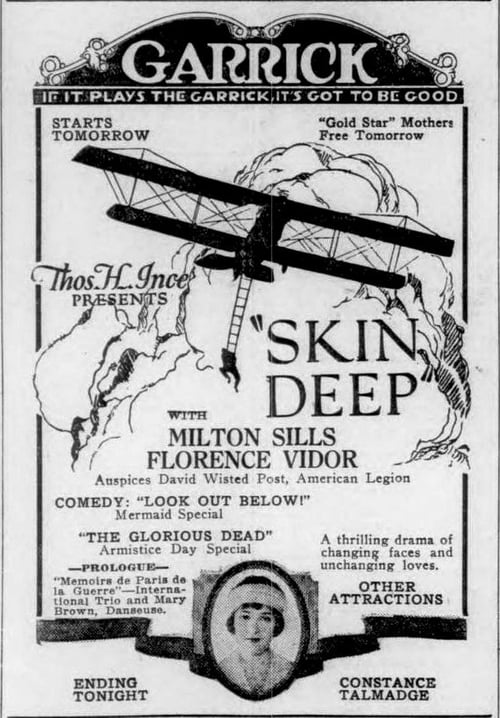 GARRICK
IF IT PLAYS THE GARRICK, IT'S GOT TO BE GOOD
STARTS
TOMORROW
"Gold Star" Mothers
Free Tomorrow
Thos. H. Ince
PRESENTS
"SKIN
DEEP"
WITH
MILTON SILLS
FLORENCE VIDOR
Auspices David Wisted Post, American Legion
COMEDY: "LOOK OUT BELOW!"
Mermaid Special
"THE GLORIOUS DEAD"
Armistice Day Special
—PROLOGUE—
"Memoirs de Paris de
la Guerre"—Interna-
tional Trio and Mary
Brown, Danseuse.
A thrilling drama of
changing faces and
unchanging loves.
OTHER
ATTRACTIONS
ENDING
TONIGHT
CONSTANCE
TALMADGE